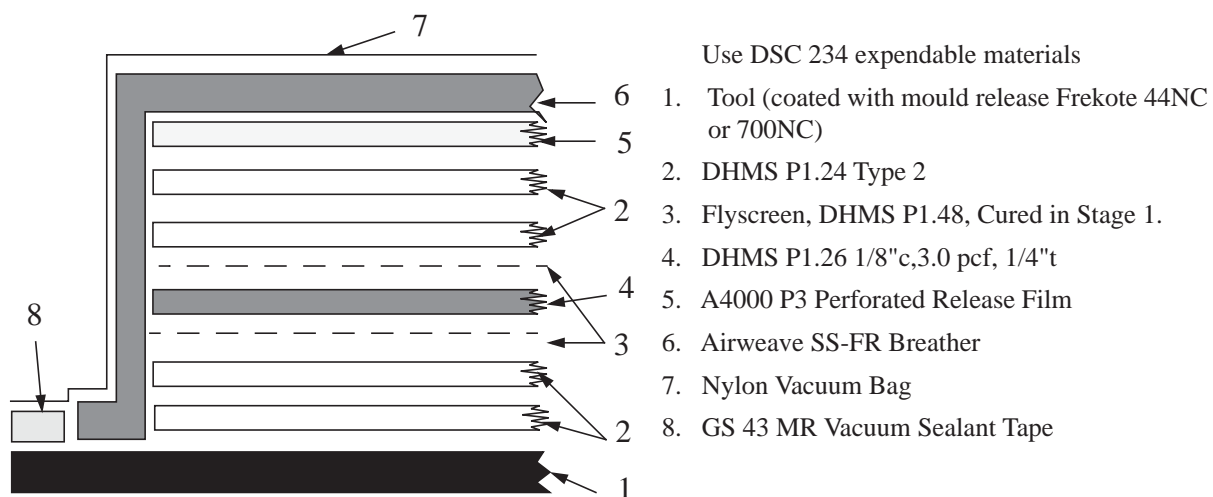 7
6
5
2
4
8
3
2
1
Use DSC 234 expendable materials
1. Tool (coated with mould release Frekote 44NC
or 700NC)
2. DHMS P1.24 Type 2
3. Flyscreen, DHMS P1.48, Cured in Stage 1.
4. DHMS P1.26 1/8"c,3.0 pcf, 1/4"t
5. A4000 P3 Perforated Release Film
6. Airweave SS-FR Breather
7. Nylon Vacuum Bag
8. GS 43 MR Vacuum Sealant Tape